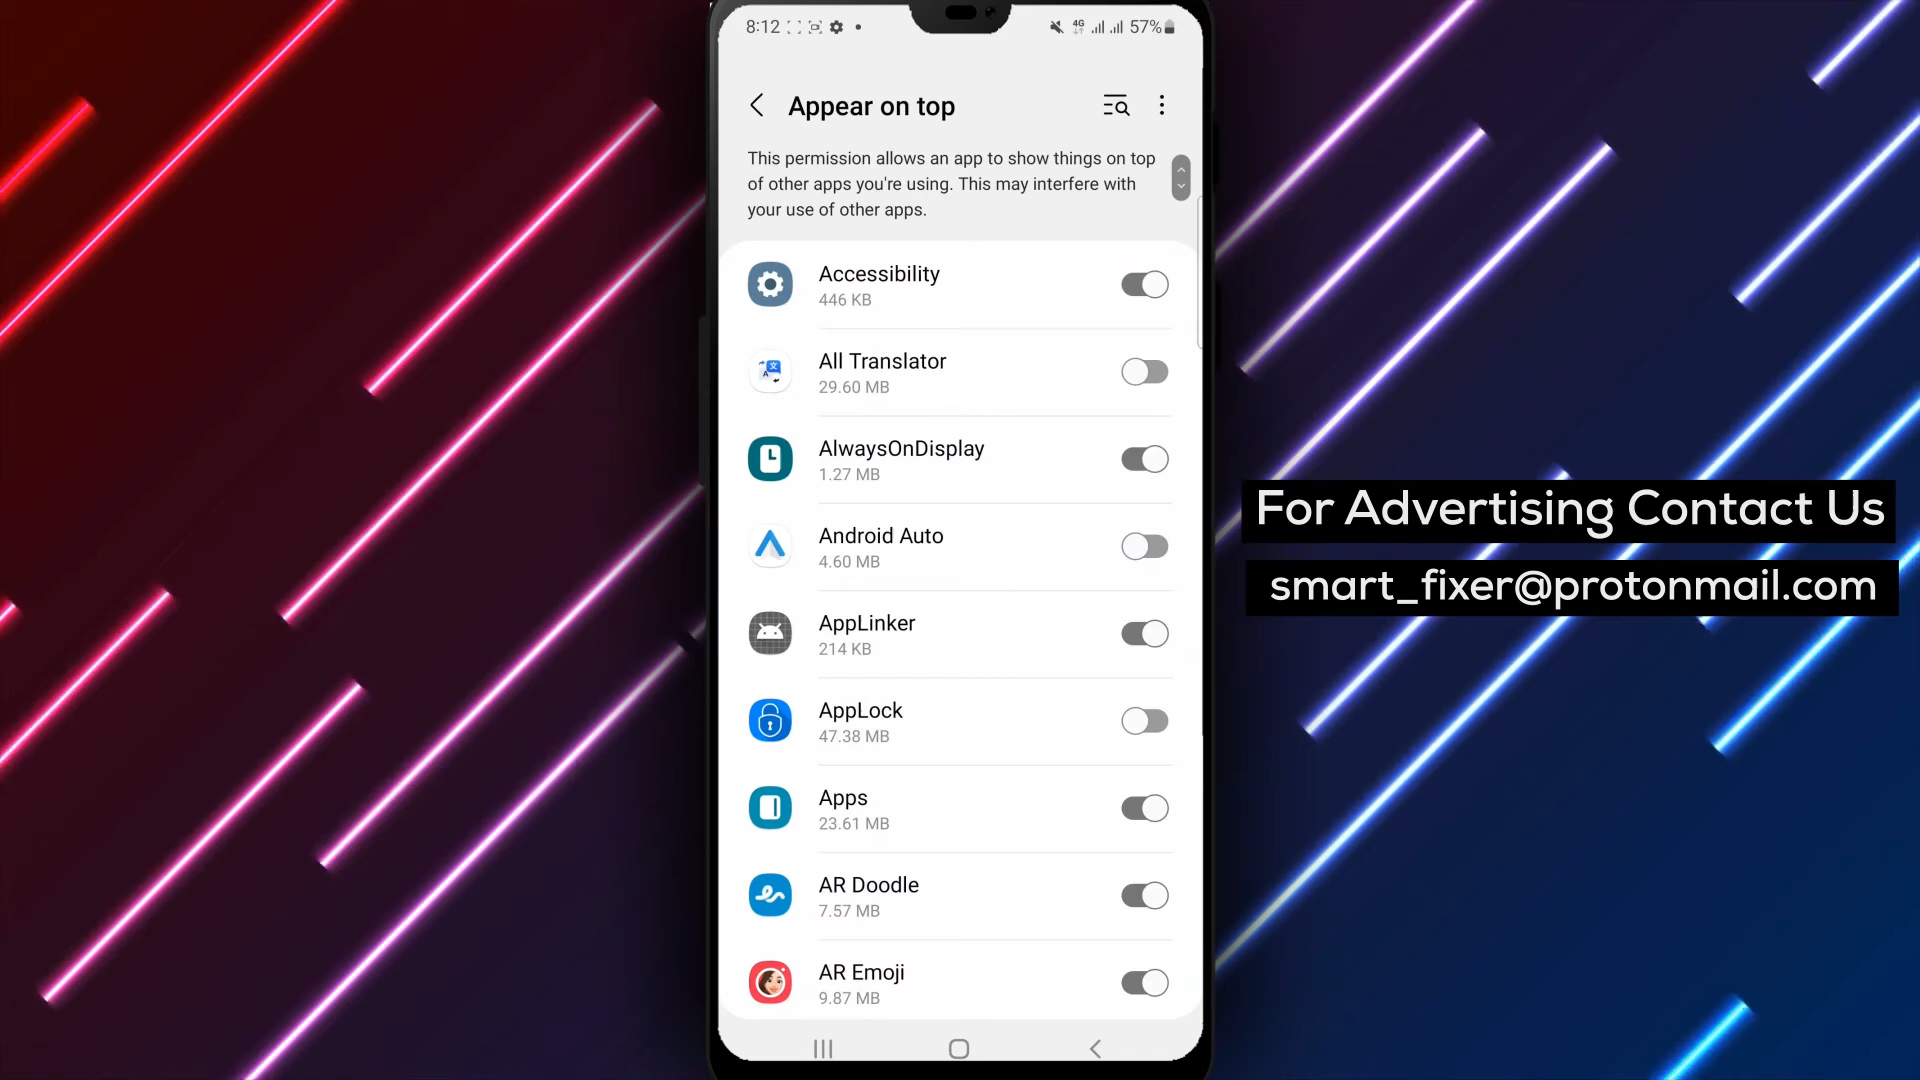 8:12
4G
57%
Appear on top
This permission allows an app to show things on top
of other apps you're using. This may interfere with
your use of other apps.
Accessibility
446 KB
All Translator
29.60 MB
AlwaysOnDisplay
1.27 MB
Android Auto
4.60 MB
AppLinker
214 KB
AppLock
47.38 MB
Apps
23.61 MB
AR Doodle
7.57 MB
AR Emoji
9.87 MB
For Advertising Contact Us
smart_fixer@protonmail.com